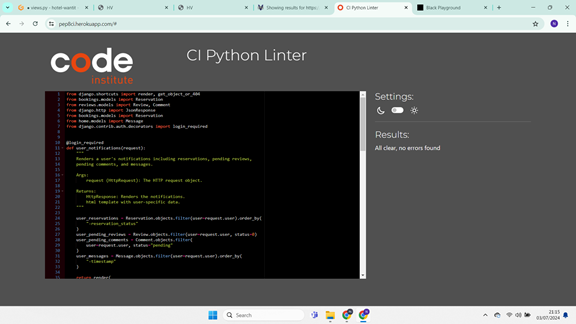 views.py - hotel-wantit
HV
HV
Showing results for https:
CI Python Linter
Black Playground
pep8ci.herokuapp.com/#
code
institute
CI Python Linter
1 from django.shortcuts import render, get_object_or_404
2 from bookings.models import Reservation
3 from reviews.models import Review, Comment
4 from django.http import JsonResponse
5 from bookings.models import Reservation
6 from home.models import Message
7 from django.contrib.auth.decorators import login_required
8
9
10 @login_required
11 def user_notifications(request):
12 """
13 Renders a user's notifications including reservations, pending reviews,
14 pending comments, and messages.
15
16 Args:
17 request (HttpRequest): The HTTP request object.
18
19 Returns:
20 HttpResponse: Renders the notifications.
21 html template with user-specific data.
22 """
23
24 user_reservations = Reservation.objects.filter(user=request.user).order_by(
25 "-reservation_status"
26 )
27 user_pending_reviews = Review.objects.filter(user=request.user, status=0)
28 user_pending_comments = Comment.objects.filter(
29 user=request.user, status="pending"
30 )
31 user_messages = Message.objects.filter(user=request.user).order_by(
32 "-timestamp"
33 )
34
35 return render(
Settings:
Results:
All clear, no errors found
Search
21:15
03/07/2024